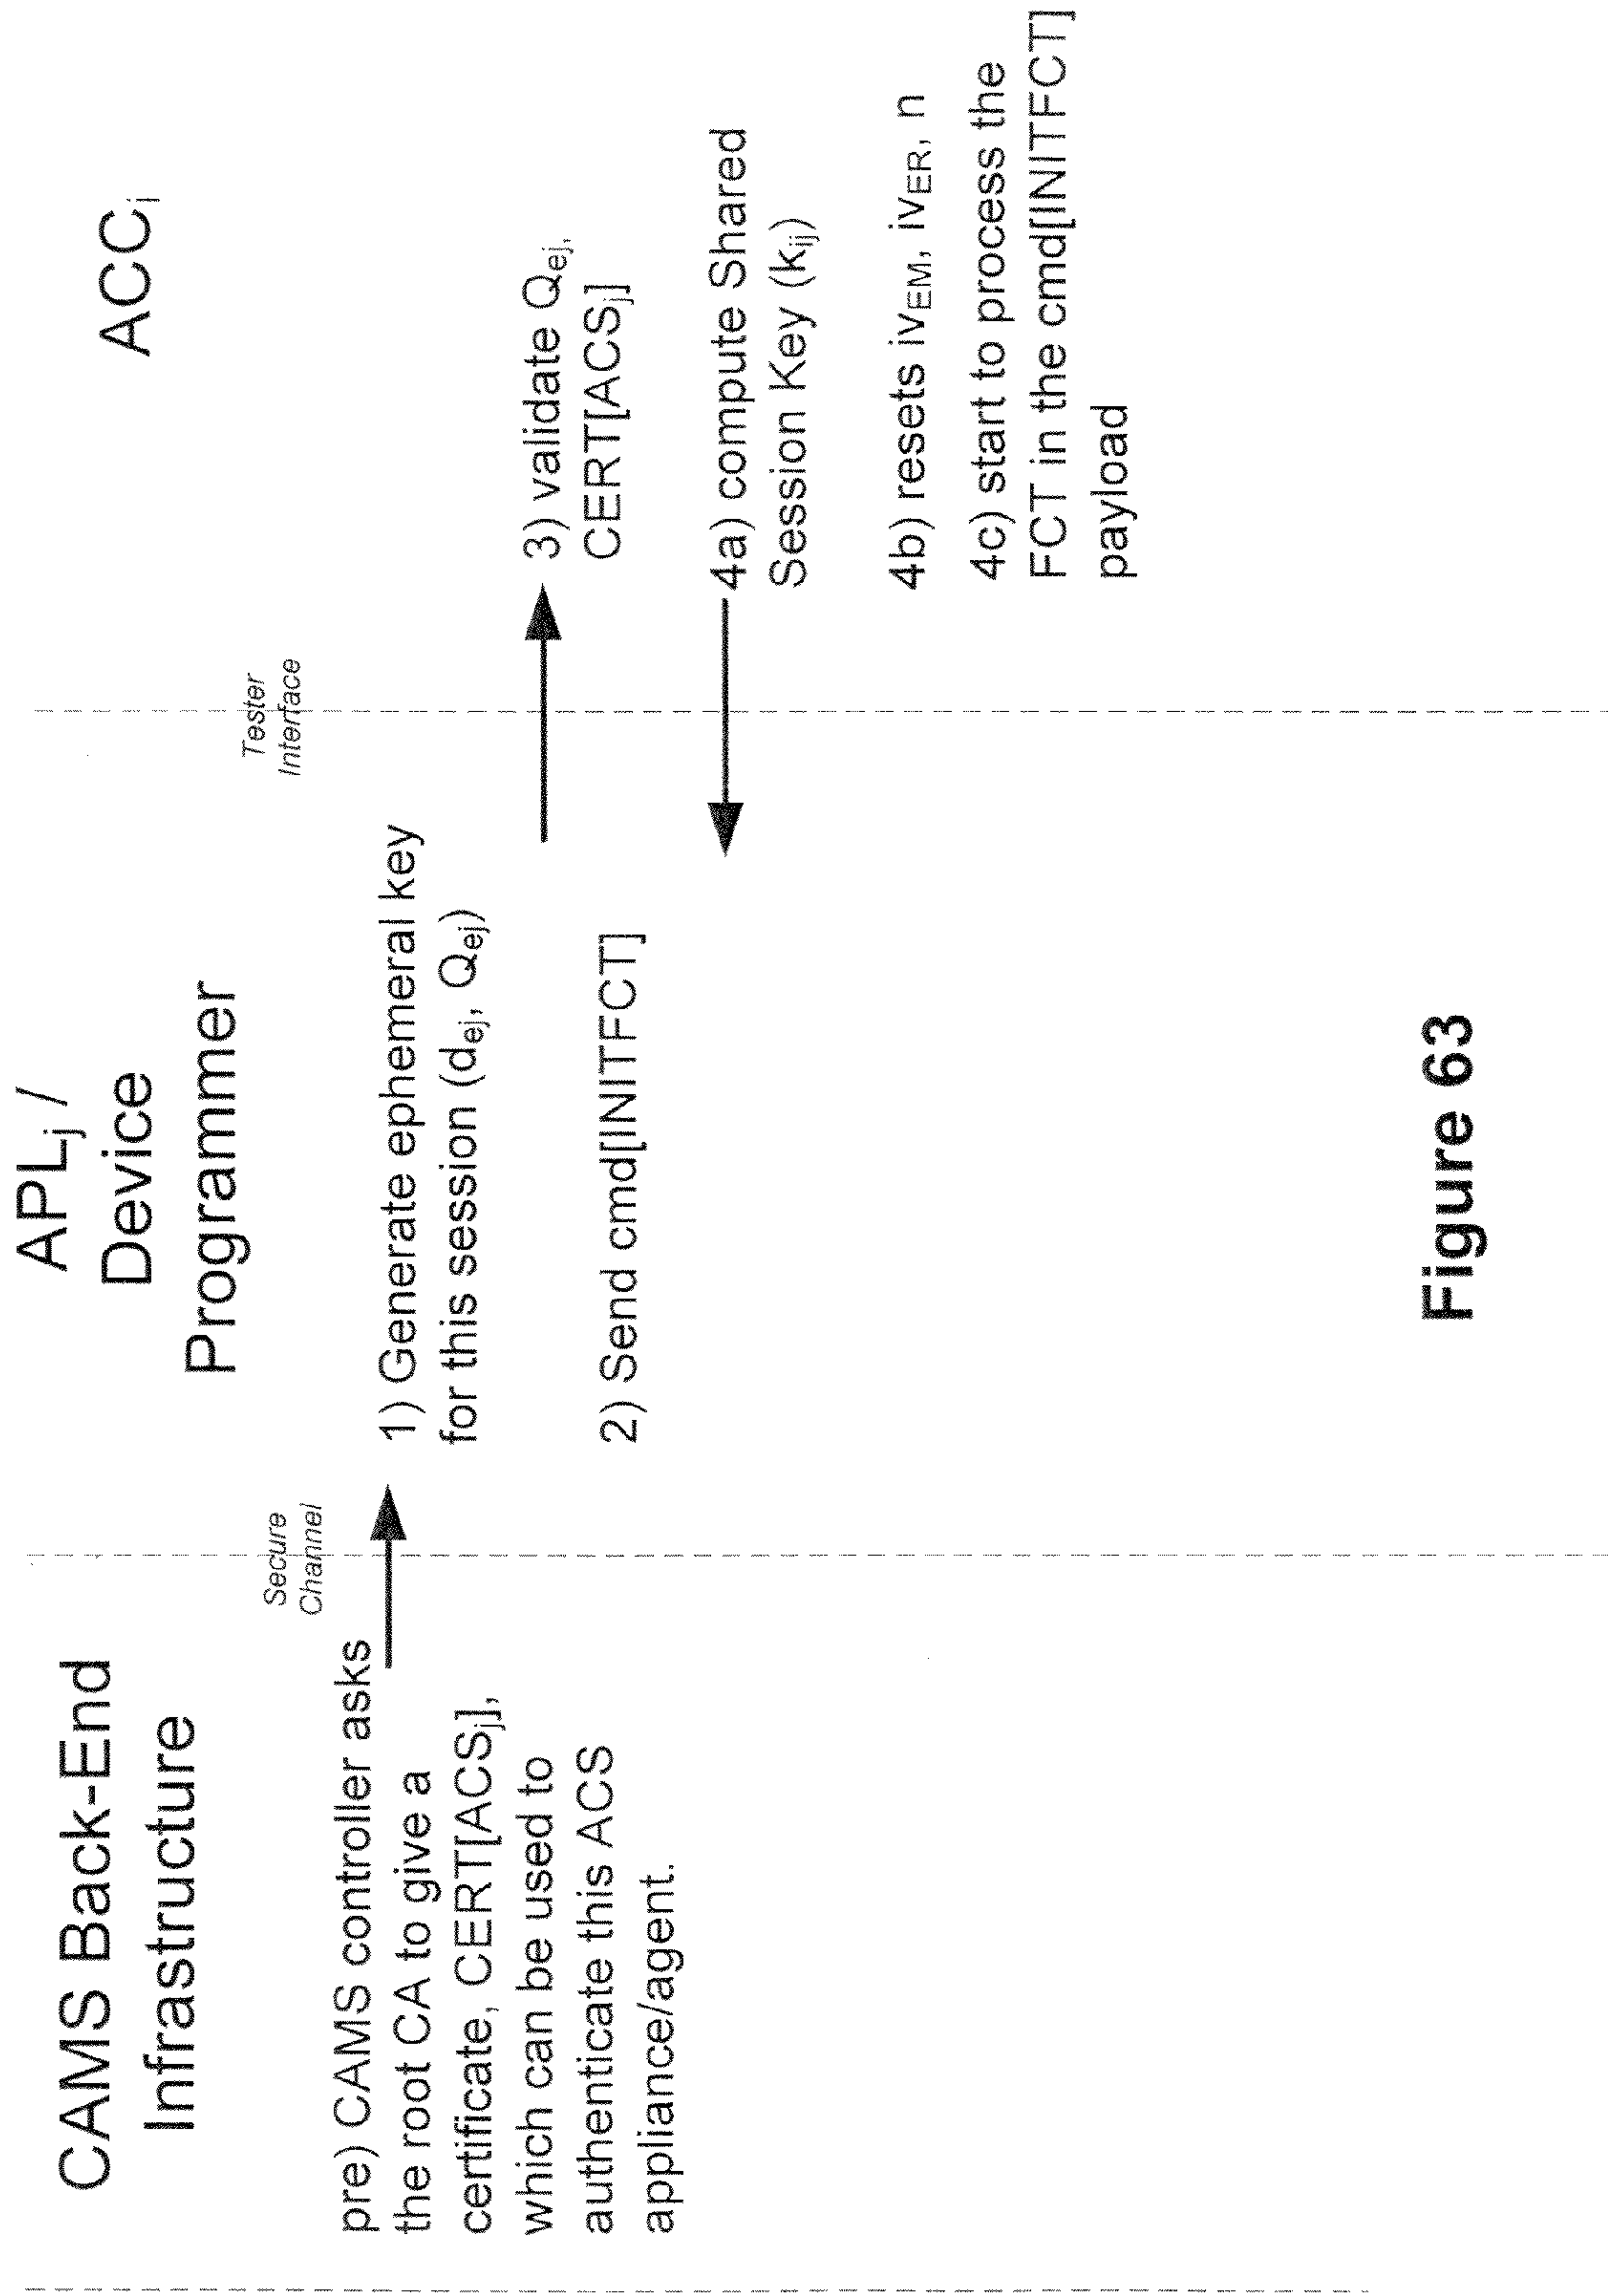 CAMS Back-End
Infrastructure
pre) CAMS controller asks
the root CA to give a
certificate, CERT[ACSj],
which can be used to
authenticate this ACS
appliance/agent.
Secure
Channel
APLj /
Device
Programmer
1) Generate ephemeral key
for this session (dej, Qej)
2) Send cmd[INITFCT]
Tester
Interface
ACCj
3) validate Qej,
CERT[ACSj]
4a) compute Shared
Session Key (kij)
4b) resets ivEM, ivER, n
4c) start to process the
FCT in the cmd[INITFCT]
payload
Figure 63